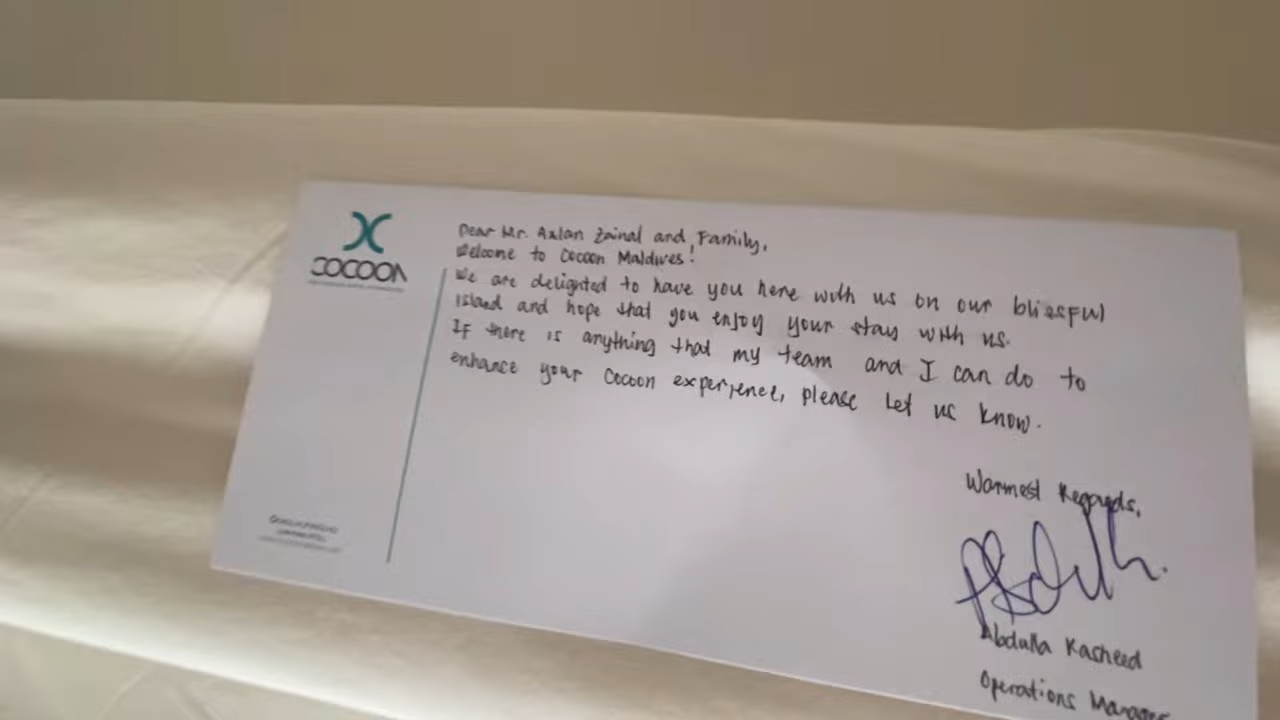 COCOON
Dear Mr. Axlan Zainal and Family,
Welcome to Cocoon Maldives!
We are delighted to have you here with us on our blissful
island and hope that you enjoy your stay with us.
If there is anything that my team and I can do to
enhance your Cocoon experience, please let us know.
Warmest Regards,
Abdulla Rasheed
Operations Manager